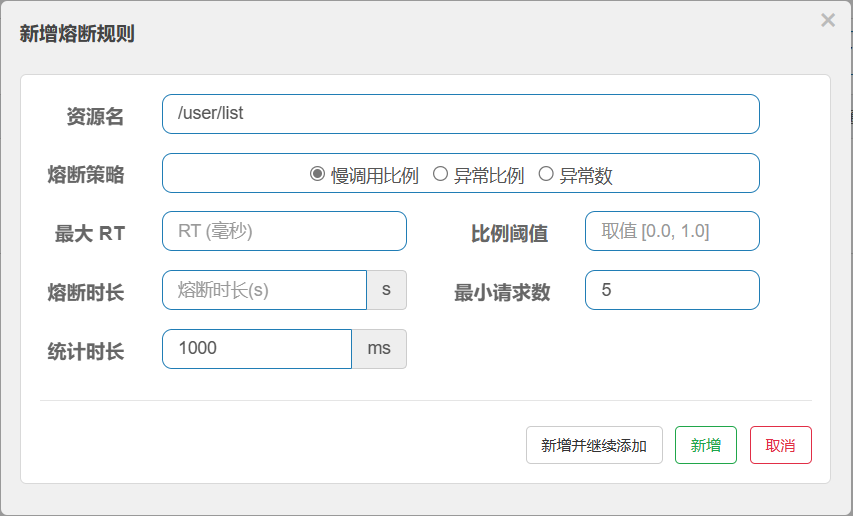 新增熔断规则
×
资源名 /user/list
熔断策略 慢调用比例 异常比例 异常数
最大 RT RT (毫秒) 比例阈值 取值 [0.0, 1.0]
熔断时长 熔断时长(s) s 最小请求数 5
统计时长 1000 ms
新增并继续添加 新增 取消